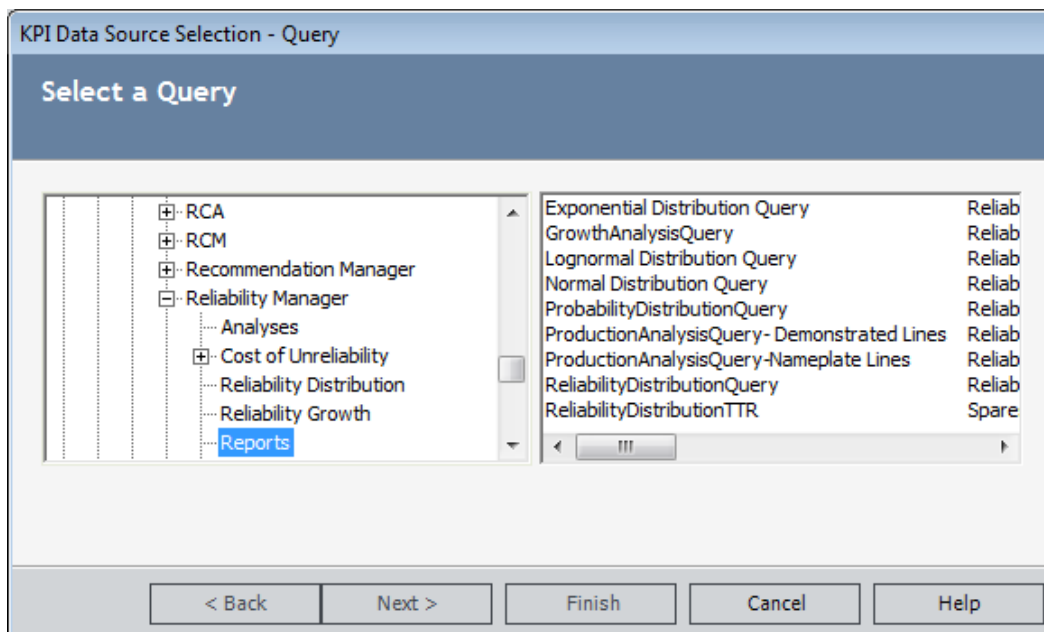 KPI Data Source Selection - Query
Select a Query
RCA
RCM
Recommendation Manager
Reliability Manager
Analyses
Cost of Unreliability
Reliability Distribution
Reliability Growth
Reports
Exponential Distribution Query Reliab
GrowthAnalysisQuery Reliab
Lognormal Distribution Query Reliab
Normal Distribution Query Reliab
ProbabilityDistributionQuery Reliab
ProductionAnalysisQuery- Demonstrated Lines Reliab
ProductionAnalysisQuery-Nameplate Lines Reliab
ReliabilityDistributionQuery Reliab
ReliabilityDistributionTTR Spare
< Back Next > Finish Cancel Help